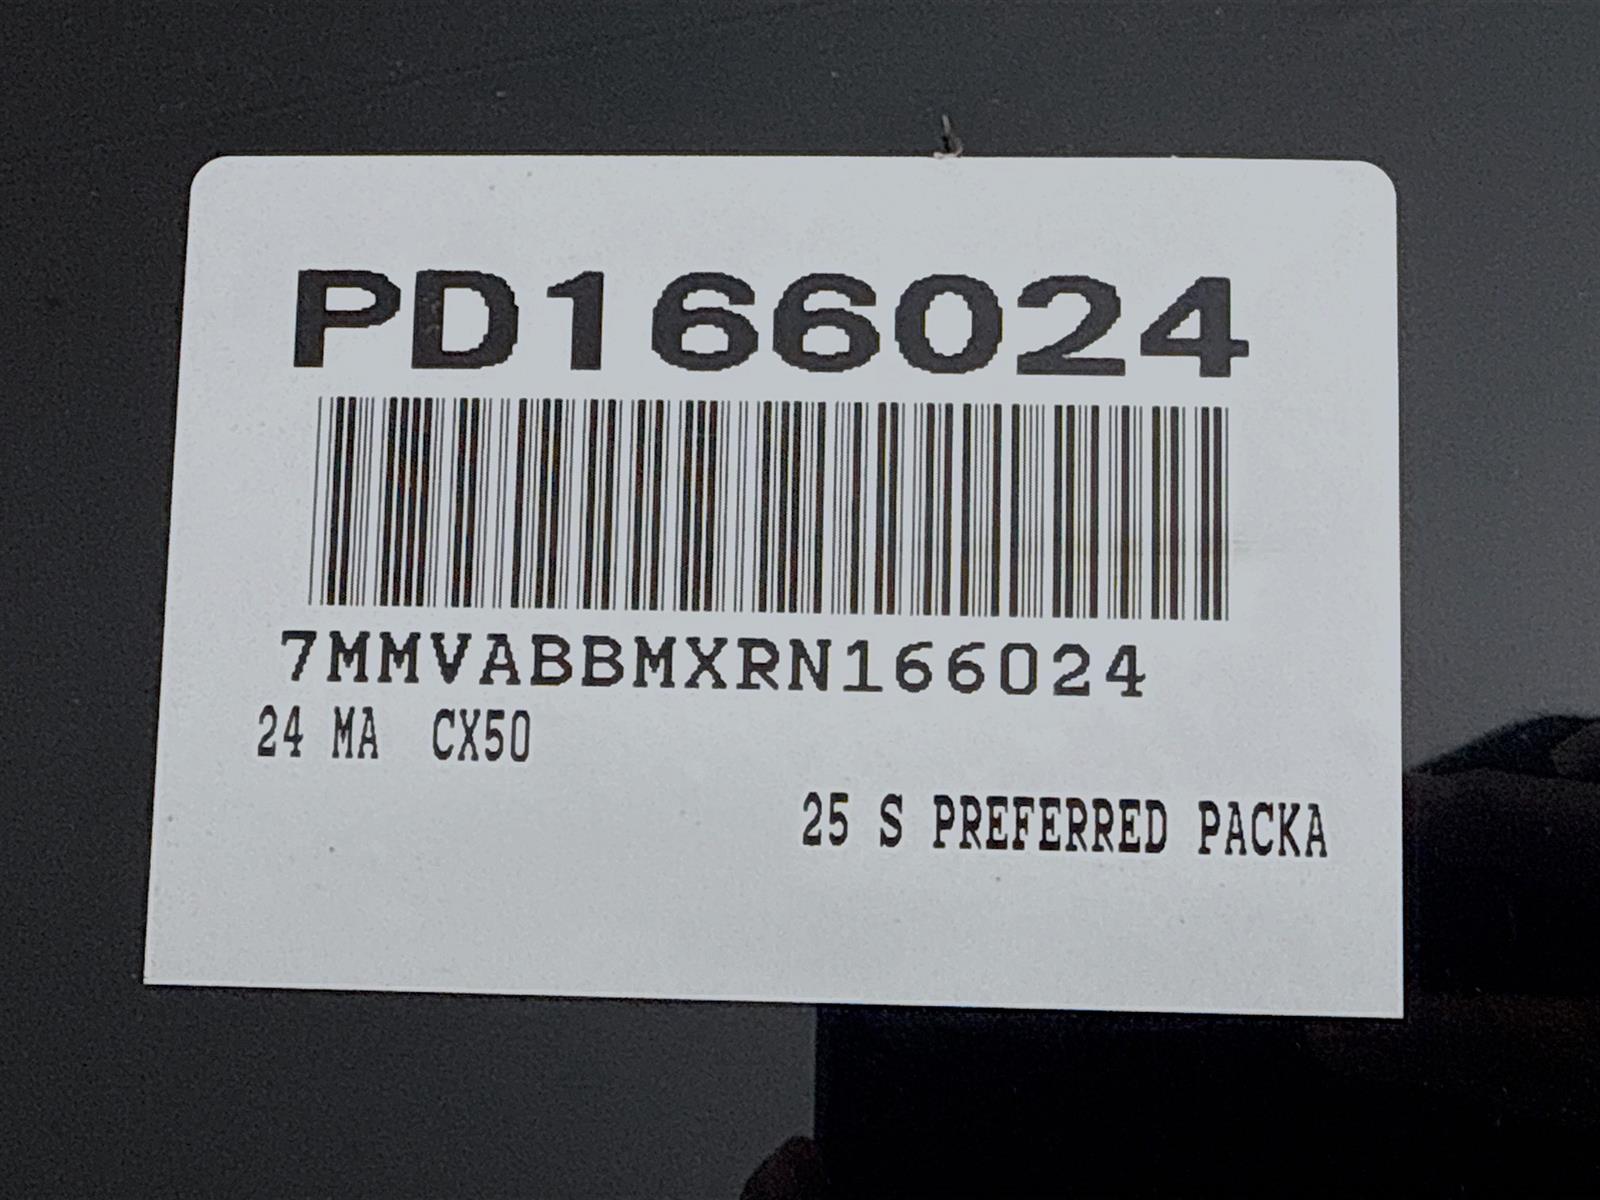 PD166024
7MMVABBMXRN166024
24 MA CX50
25 S PREFERRED PACKA